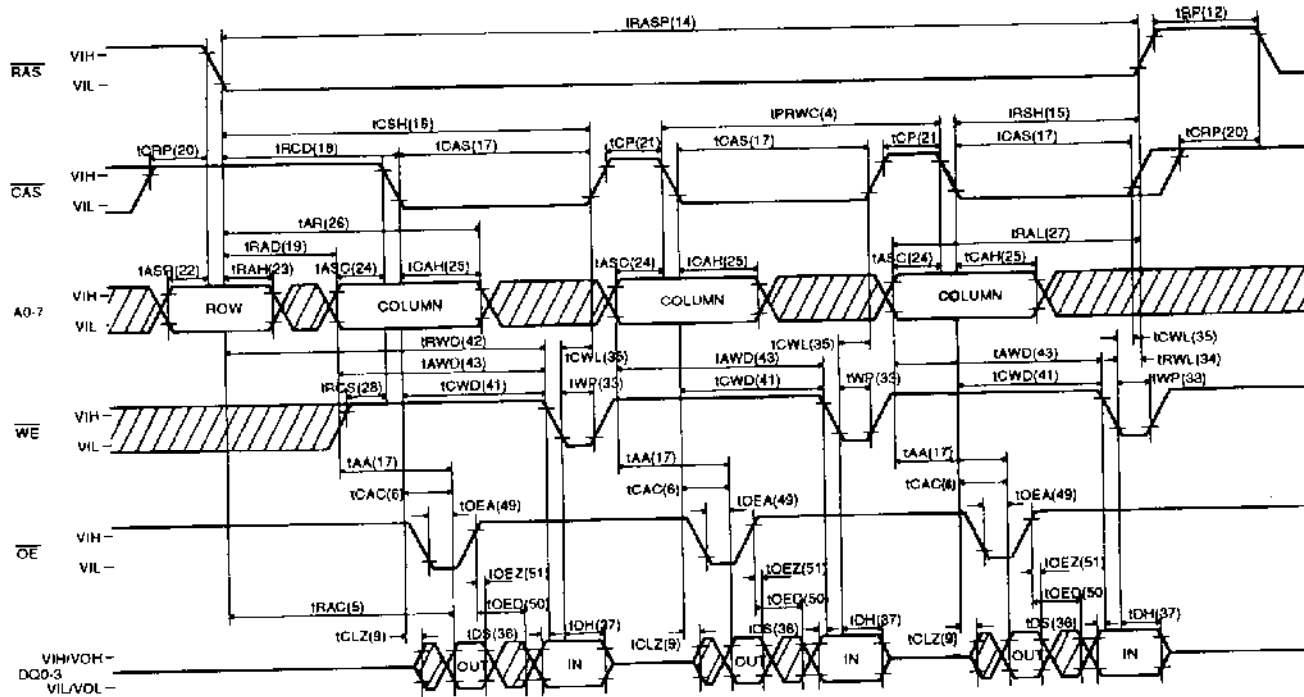 tRASP(14) tRP(12)
RAS VIH
VIL
tPRWC(4) tRSH(15)
tCSH(16)
tCRP(20) tRCD(18) tCAS(17) tCP(21) tCAS(17) tCP(21 tCAS(17) tCRP(20)
CAS VIH
VIL
tAR(26) tRAL(27)
tRAD(19)
tASR(22) tRAH(23) tASC(24) tCAH(25) tASC(24) tCAH(25) tASC(24) tCAH(25)
A0-7 VIH
VIL
ROW COLUMN COLUMN COLUMN
tRWD(42) tCWL(35) tCWL(35) tCWL(35)
tAWD(43) tAWD(43) tAWD(43) tRWL(34)
tRCS(28) tCWD(41) tWP(33) tCWD(41) tWP(33) tCWD(41) tWP(33)
WE VIH
VIL
tAA(17) tAA(17) tAA(17)
tCAC(6) tCAC(6) tCAC(6)
tOEA(49) tOEA(49) tOEA(49)
OE VIH
VIL
tOEZ(51) tOEZ(51) tOEZ(51)
tRAC(5) tOED(50) tOED(50) tOED(50
tCLZ(9) tDS(36) tDH(37) tCLZ(9) tDS(36) tDH(37) tCLZ(9) tDS(36) tDH(37)
VIH/VOH
DQ0-3
VIL/VOL
OUT IN OUT IN OUT IN